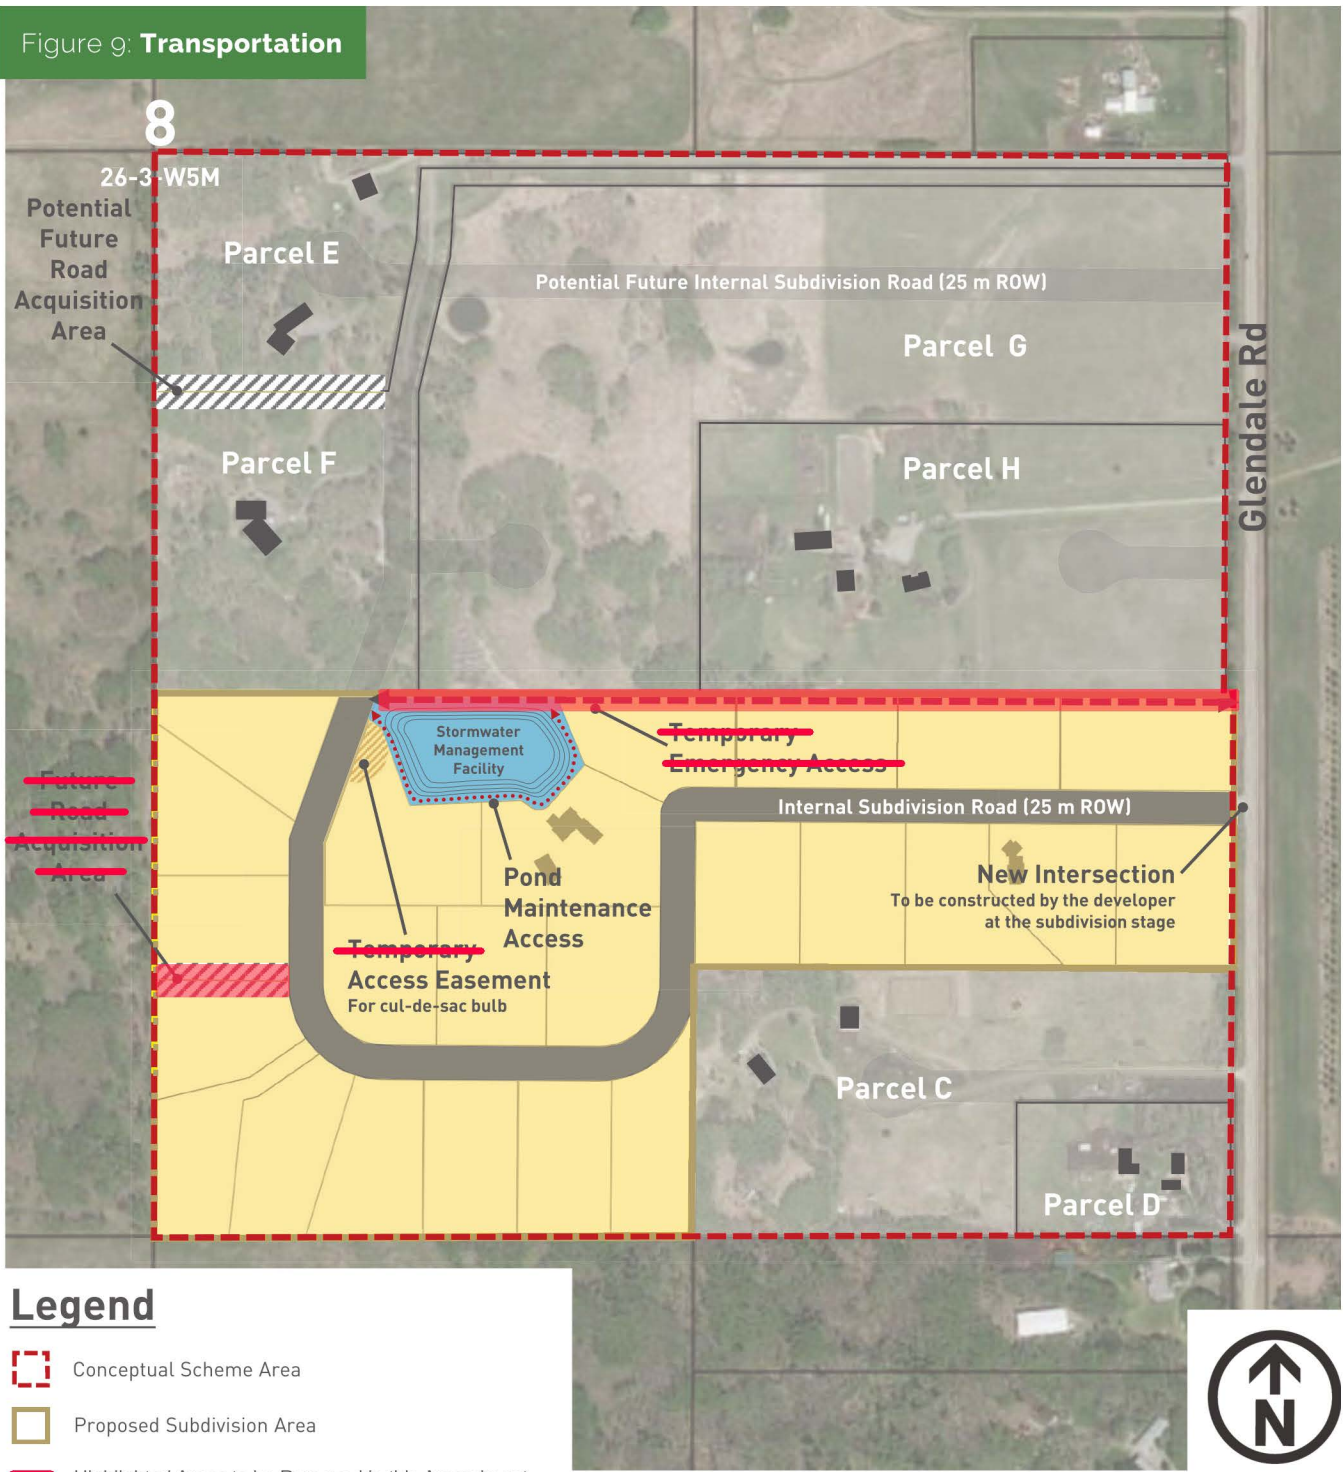 Figure 9: Transportation
8
26-3-W5M
Potential
Future
Road
Acquisition
Area
Parcel E
Potential Future Internal Subdivision Road (25 m ROW)
Parcel G
Glendale Rd
Parcel F
Parcel H
Stormwater
Management
Facility
Temporary
Emergency Access
Future
Road
Acquisition
Area
Internal Subdivision Road (25 m ROW)
New Intersection
To be constructed by the developer
at the subdivision stage
Pond
Maintenance
Access
Temporary
Access Easement
For cul-de-sac bulb
Parcel C
Parcel D
Legend
Conceptual Scheme Area
Proposed Subdivision Area
N